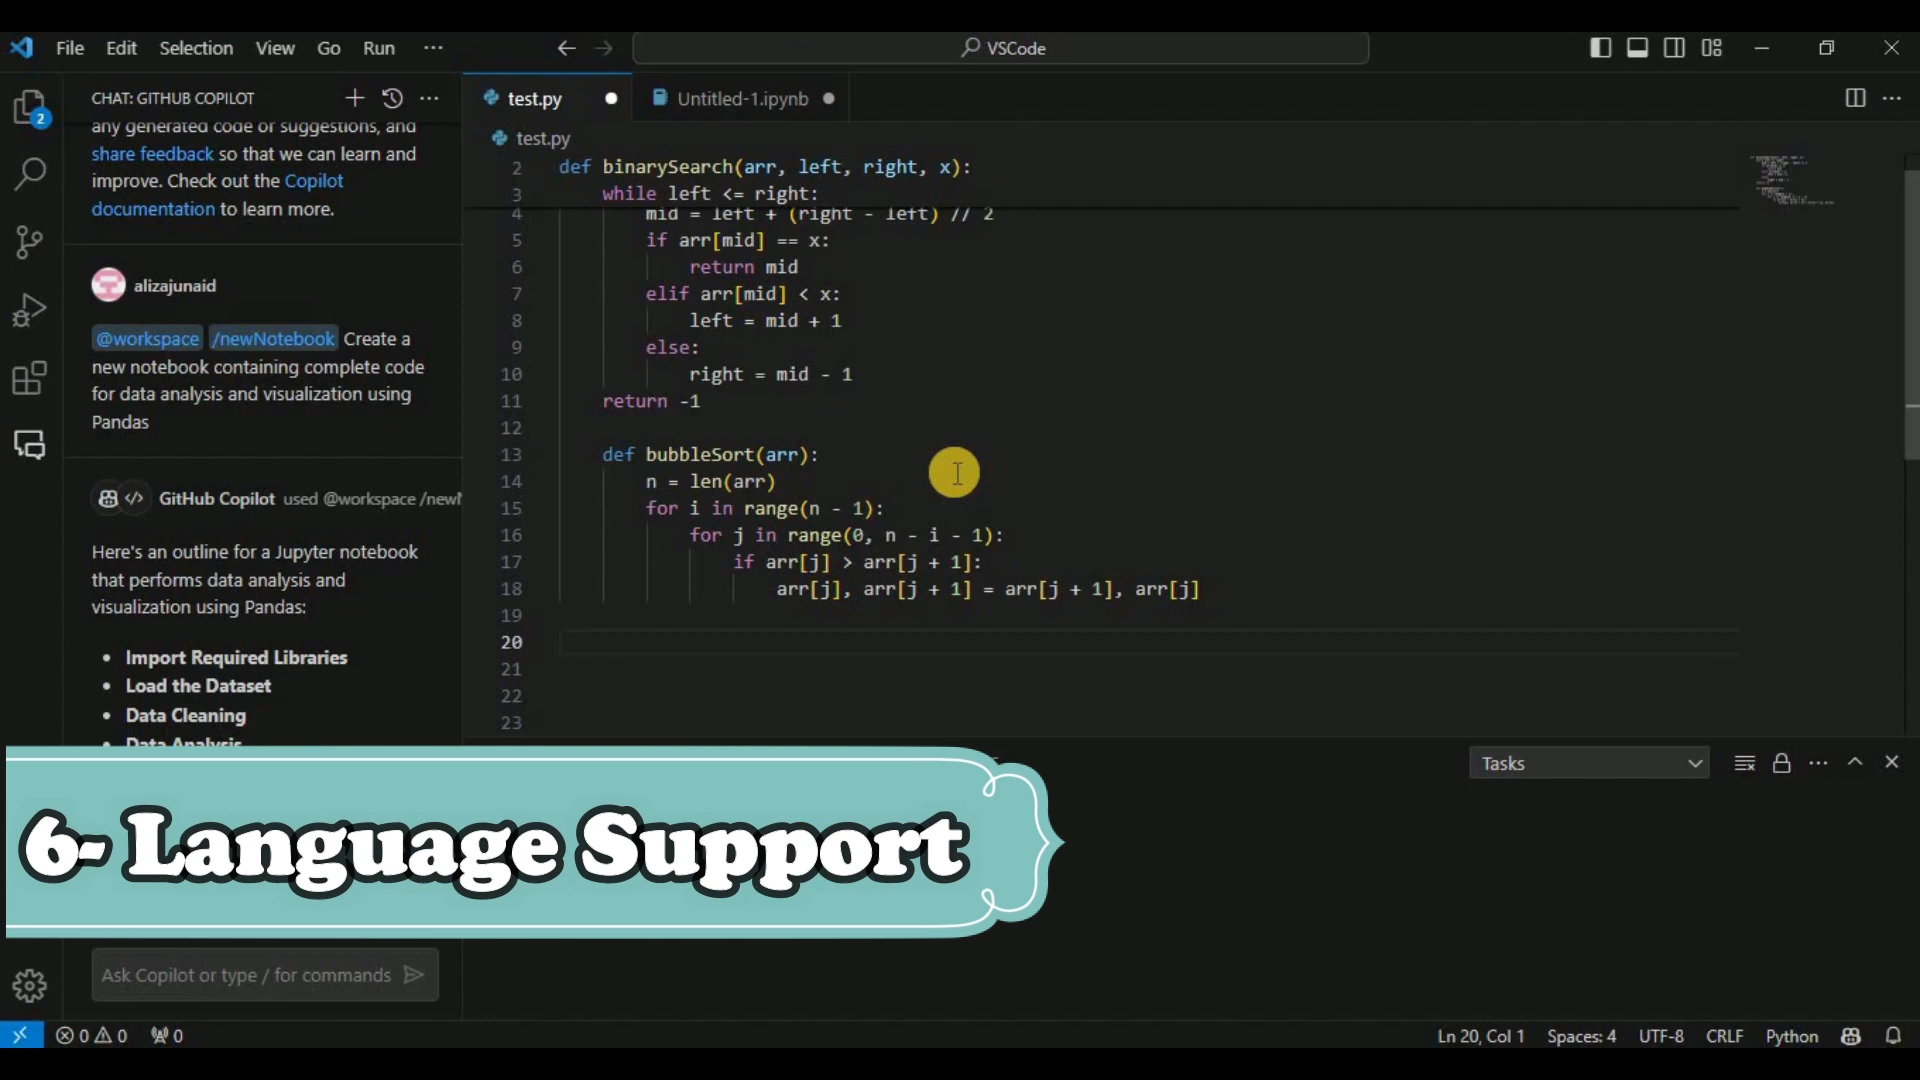 File Edit Selection View Go Run ···
VSCode
CHAT: GITHUB COPILOT
any generated code or suggestions, and
share feedback so that we can learn and
improve. Check out the Copilot
documentation to learn more.
alizajunaid
@workspace /newNotebook Create a
new notebook containing complete code
for data analysis and visualization using
Pandas
GitHub Copilot used @workspace /newN
Here's an outline for a Jupyter notebook
that performs data analysis and
visualization using Pandas:
• Import Required Libraries
• Load the Dataset
• Data Cleaning
• Data Analysis
Ask Copilot or type / for commands
2
test.py
Untitled-1.ipynb
test.py
2 def binarySearch(arr, left, right, x):
3     while left <= right:
4         mid = left + (right - left) // 2
5         if arr[mid] == x:
6             return mid
7         elif arr[mid] < x:
8             left = mid + 1
9         else:
10             right = mid - 1
11     return -1
12
13     def bubbleSort(arr):
14         n = len(arr)
15         for i in range(n - 1):
16             for j in range(0, n - i - 1):
17                 if arr[j] > arr[j + 1]:
18                     arr[j], arr[j + 1] = arr[j + 1], arr[j]
19
20
21
22
23
Tasks
6- Language Support
0 0 0
Ln 20, Col 1 Spaces: 4 UTF-8 CRLF Python